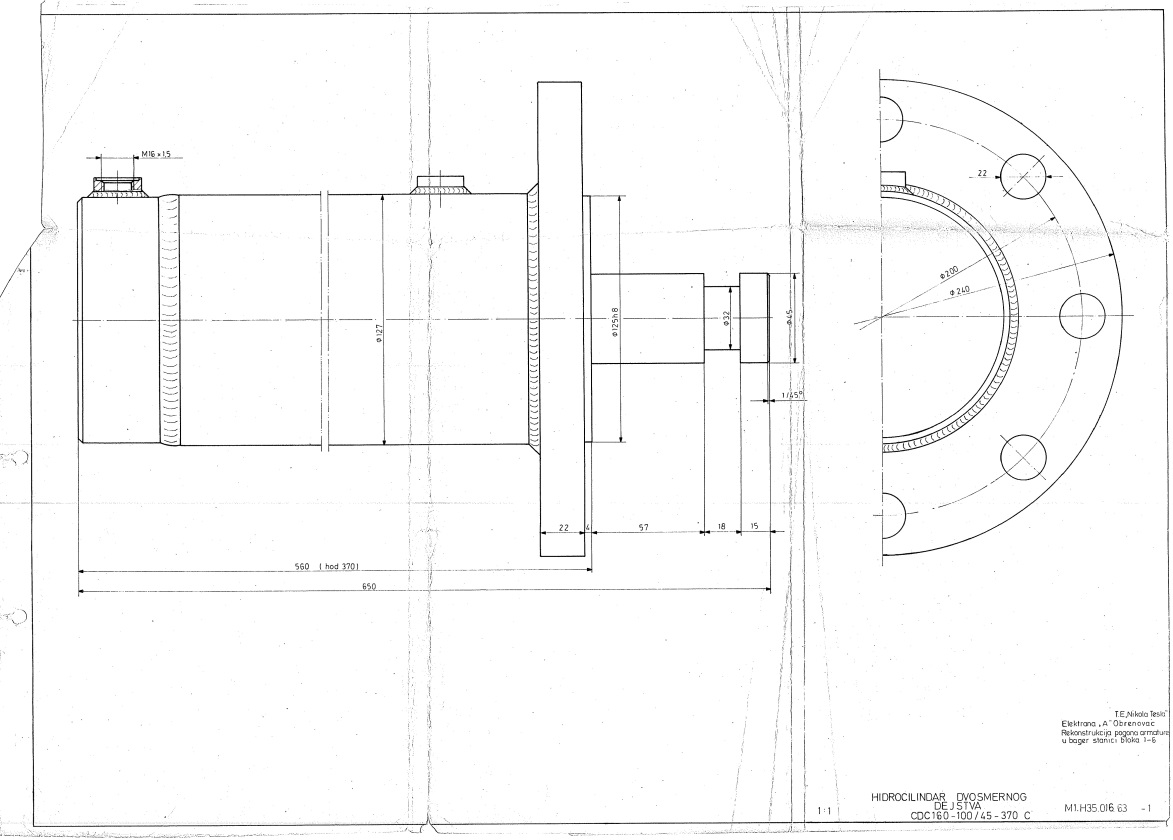 M16 × 1,5
22
Φ200
Φ240
Φ127
Φ125h8
Φ32
Φ45
1/45°
22
4
57
18
15
560 ( hod 370)
650
T.E„Nikola Tesla"
Elektrana „A" Obrenovac
Rekonstrukcija pogona armature
u bager stanici bloka 1-6
HIDROCILINDAR DVOSMERNOG
DEJSTVA
CDC160-100/45-370 C
1:1
M1.H35.016.63 -1